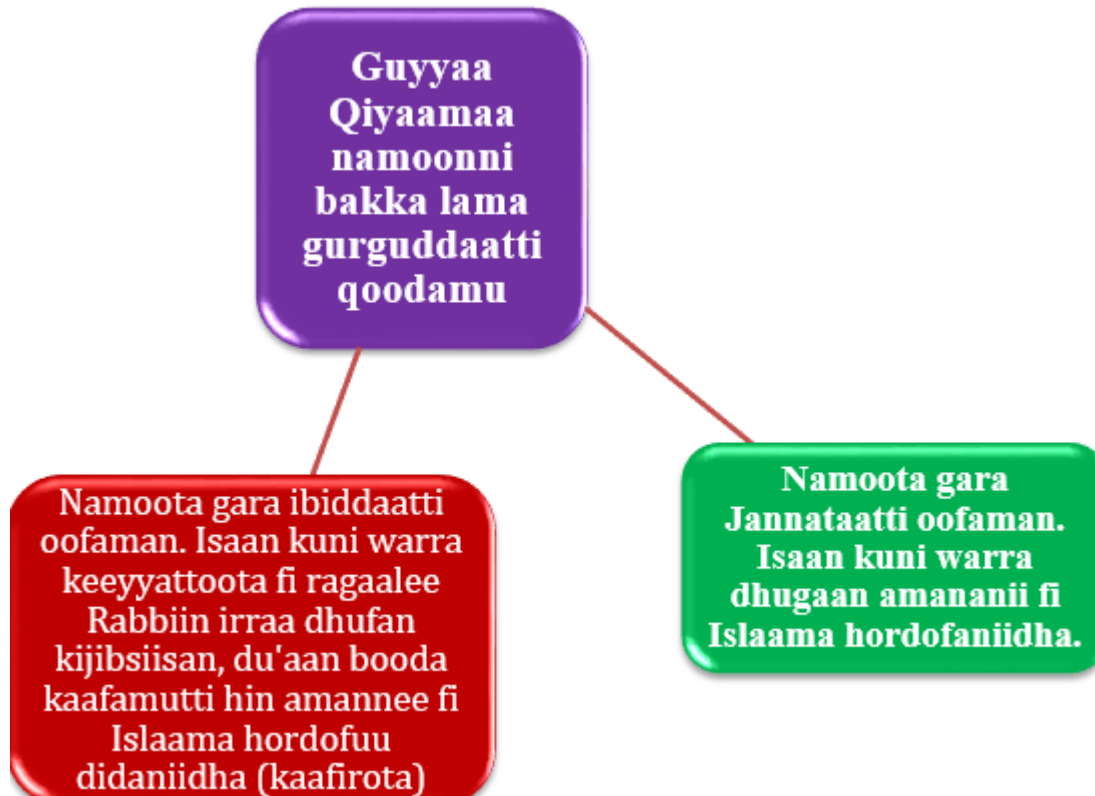 Guyyaa
Qiyaamaa
namoonni
bakka lama
gurguddaatti
qoodamu
Namoota gara ibiddaatti
oofaman. Isaan kuni warra
keeyyattoota fi ragaalee
Rabbiin irraa dhufan
kijibsiisan, du'aan booda
kaafamutti hin amannee fi
Islaama hordofuu
didaniidha (kaafirota)
Namoota gara
Jannataatti oofaman.
Isaan kuni warra
dhugaan amananii fi
Islaama hordofaniidha.